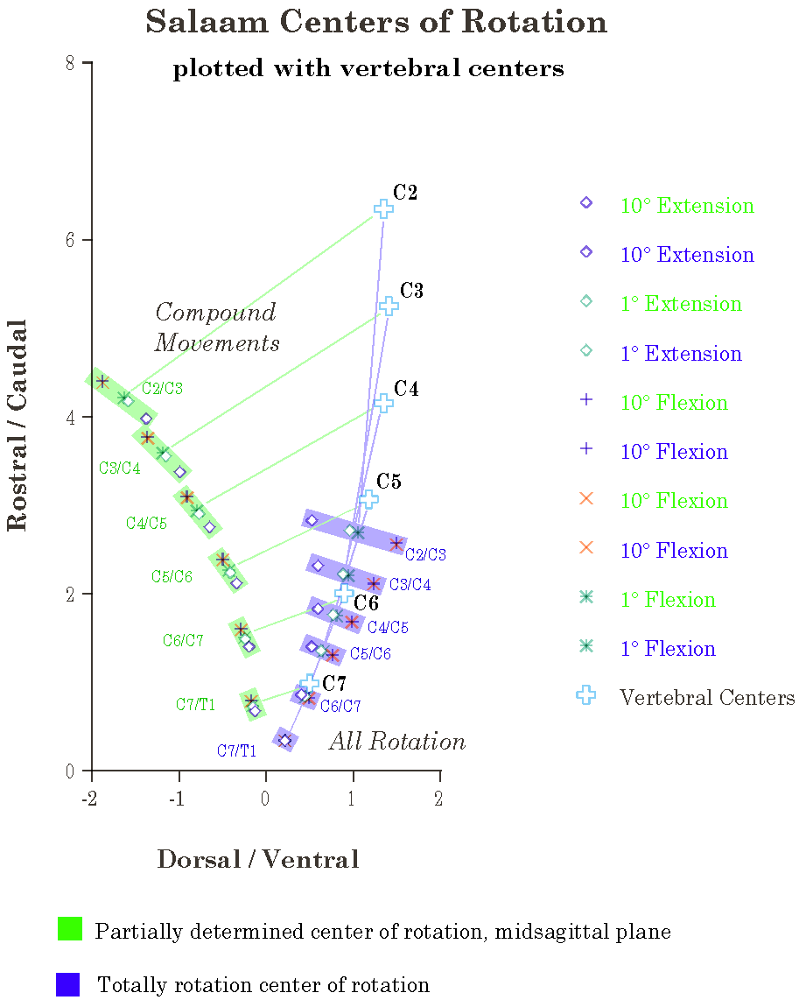 Salaam Centers of Rotation
plotted with vertebral centers
8
6
4
2
0
-2
-1
0
1
2
Rostral / Caudal
Dorsal / Ventral
Compound
Movements
All Rotation
C2
C3
C4
C5
C6
C7
C2/C3
C3/C4
C4/C5
C5/C6
C6/C7
C7/T1
C2/C3
C3/C4
C4/C5
C5/C6
C6/C7
C7/T1
10° Extension
10° Extension
1° Extension
1° Extension
10° Flexion
10° Flexion
10° Flexion
10° Flexion
1° Flexion
1° Flexion
Vertebral Centers
Partially determined center of rotation, midsagittal plane
Totally rotation center of rotation